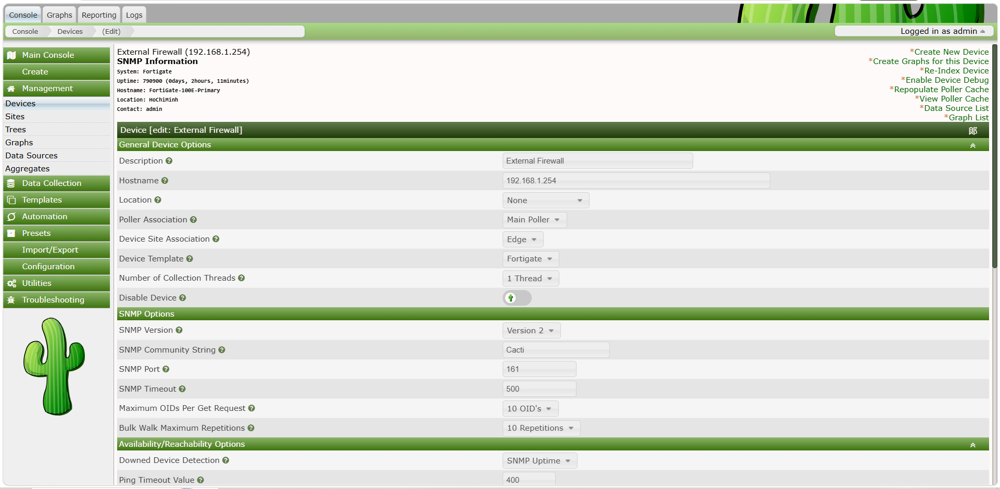 Console Graphs Reporting Logs
Console Devices (Edit) Logged in as admin
Main Console
Create
Management
Devices
Sites
Trees
Graphs
Data Sources
Aggregates
Data Collection
Templates
Automation
Presets
Import/Export
Configuration
Utilities
Troubleshooting
External Firewall (192.168.1.254)
SNMP Information
System: Fortigate
Uptime: 790900 (0days, 2hours, 11minutes)
Hostname: FortiGate-100E-Primary
Location: HoChiMinh
Contact: admin
*Create New Device
*Create Graphs for this Device
*Re-Index Device
*Enable Device Debug
*Repopulate Poller Cache
*View Poller Cache
*Data Source List
*Graph List
Device [edit: External Firewall]
General Device Options
Description External Firewall
Hostname 192.168.1.254
Location None
Poller Association Main Poller
Device Site Association Edge
Device Template Fortigate
Number of Collection Threads 1 Thread
Disable Device
SNMP Options
SNMP Version Version 2
SNMP Community String Cacti
SNMP Port 161
SNMP Timeout 500
Maximum OIDs Per Get Request 10 OID's
Bulk Walk Maximum Repetitions 10 Repetitions
Availability/Reachability Options
Downed Device Detection SNMP Uptime
Ping Timeout Value 400